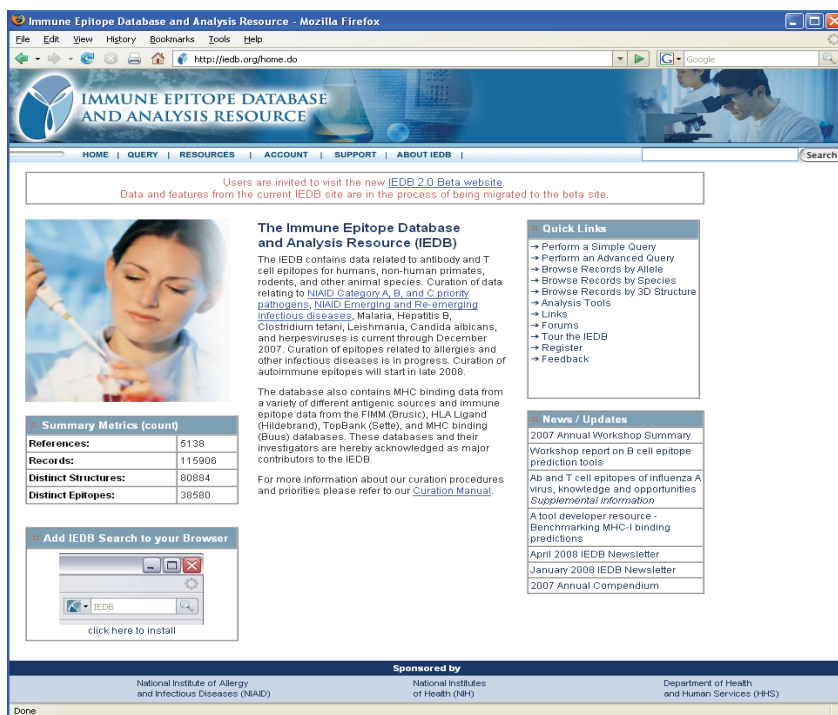 Immune Epitope Database and Analysis Resource - Mozilla Firefox
File Edit View History Bookmarks Tools Help
http://iedb.org/home.do
Google
IMMUNE EPITOPE DATABASE
AND ANALYSIS RESOURCE
HOME | QUERY | RESOURCES | ACCOUNT | SUPPORT | ABOUT IEDB |
Search
Users are invited to visit the new IEDB 2.0 Beta website.
Data and features from the current IEDB site are in the process of being migrated to the beta site.
Summary Metrics (count)
References: 5138
Records: 115906
Distinct Structures: 80884
Distinct Epitopes: 38580
Add IEDB Search to your Browser
IEDB
click here to install
The Immune Epitope Database
and Analysis Resource (IEDB)
The IEDB contains data related to antibody and T
cell epitopes for humans, non-human primates,
rodents, and other animal species. Curation of data
relating to NIAID Category A, B, and C priority
pathogens, NIAID Emerging and Re-emerging
infectious diseases, Malaria, Hepatitis B,
Clostridium tetani, Leishmania, Candida albicans,
and herpesviruses is current through December
2007. Curation of epitopes related to allergies and
other infectious diseases is in progress. Curation of
autoimmune epitopes will start in late 2008.
The database also contains MHC binding data from
a variety of different antigenic sources and immune
epitope data from the FIMM (Brusic), HLA Ligand
(Hildebrand), TopBank (Sette), and MHC binding
(Buus) databases. These databases and their
investigators are hereby acknowledged as major
contributors to the IEDB.
For more information about our curation procedures
and priorities please refer to our Curation Manual.
Quick Links
→ Perform a Simple Query
→ Perform an Advanced Query
→ Browse Records by Allele
→ Browse Records by Species
→ Browse Records by 3D Structure
→ Analysis Tools
→ Links
→ Forums
→ Tour the IEDB
→ Register
→ Feedback
News / Updates
2007 Annual Workshop Summary
Workshop report on B cell epitope
prediction tools
Ab and T cell epitopes of influenza A
virus, knowledge and opportunities
Supplemental information
A tool developer resource -
Benchmarking MHC-I binding
predictions
April 2008 IEDB Newsletter
January 2008 IEDB Newsletter
2007 Annual Compendium
Sponsored by
National Institute of Allergy
and Infectious Diseases (NIAID)
National Institutes
of Health (NIH)
Department of Health
and Human Services (HHS)
Done